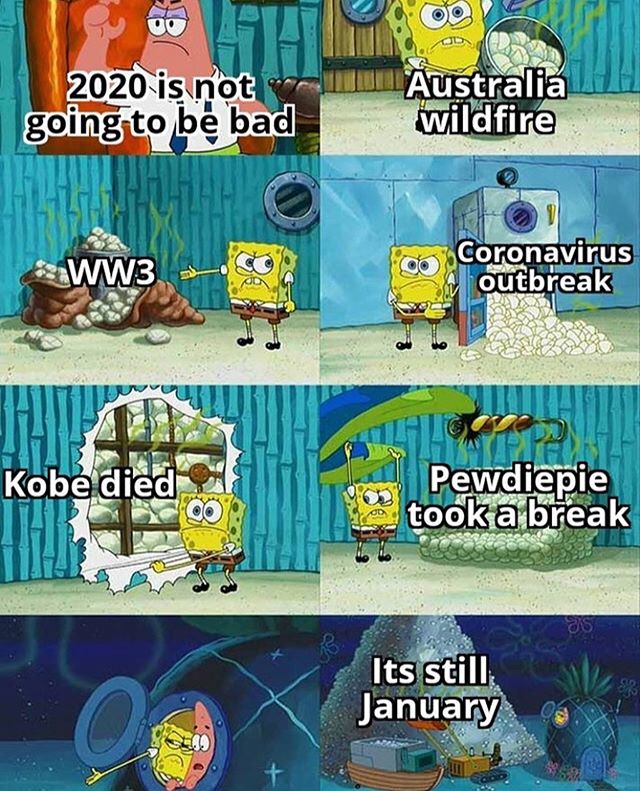 2020 is not
going to be bad
Australia
wildfire
WW3
Coronavirus
outbreak
Kobe died
Pewdiepie
took a break
Its still
January